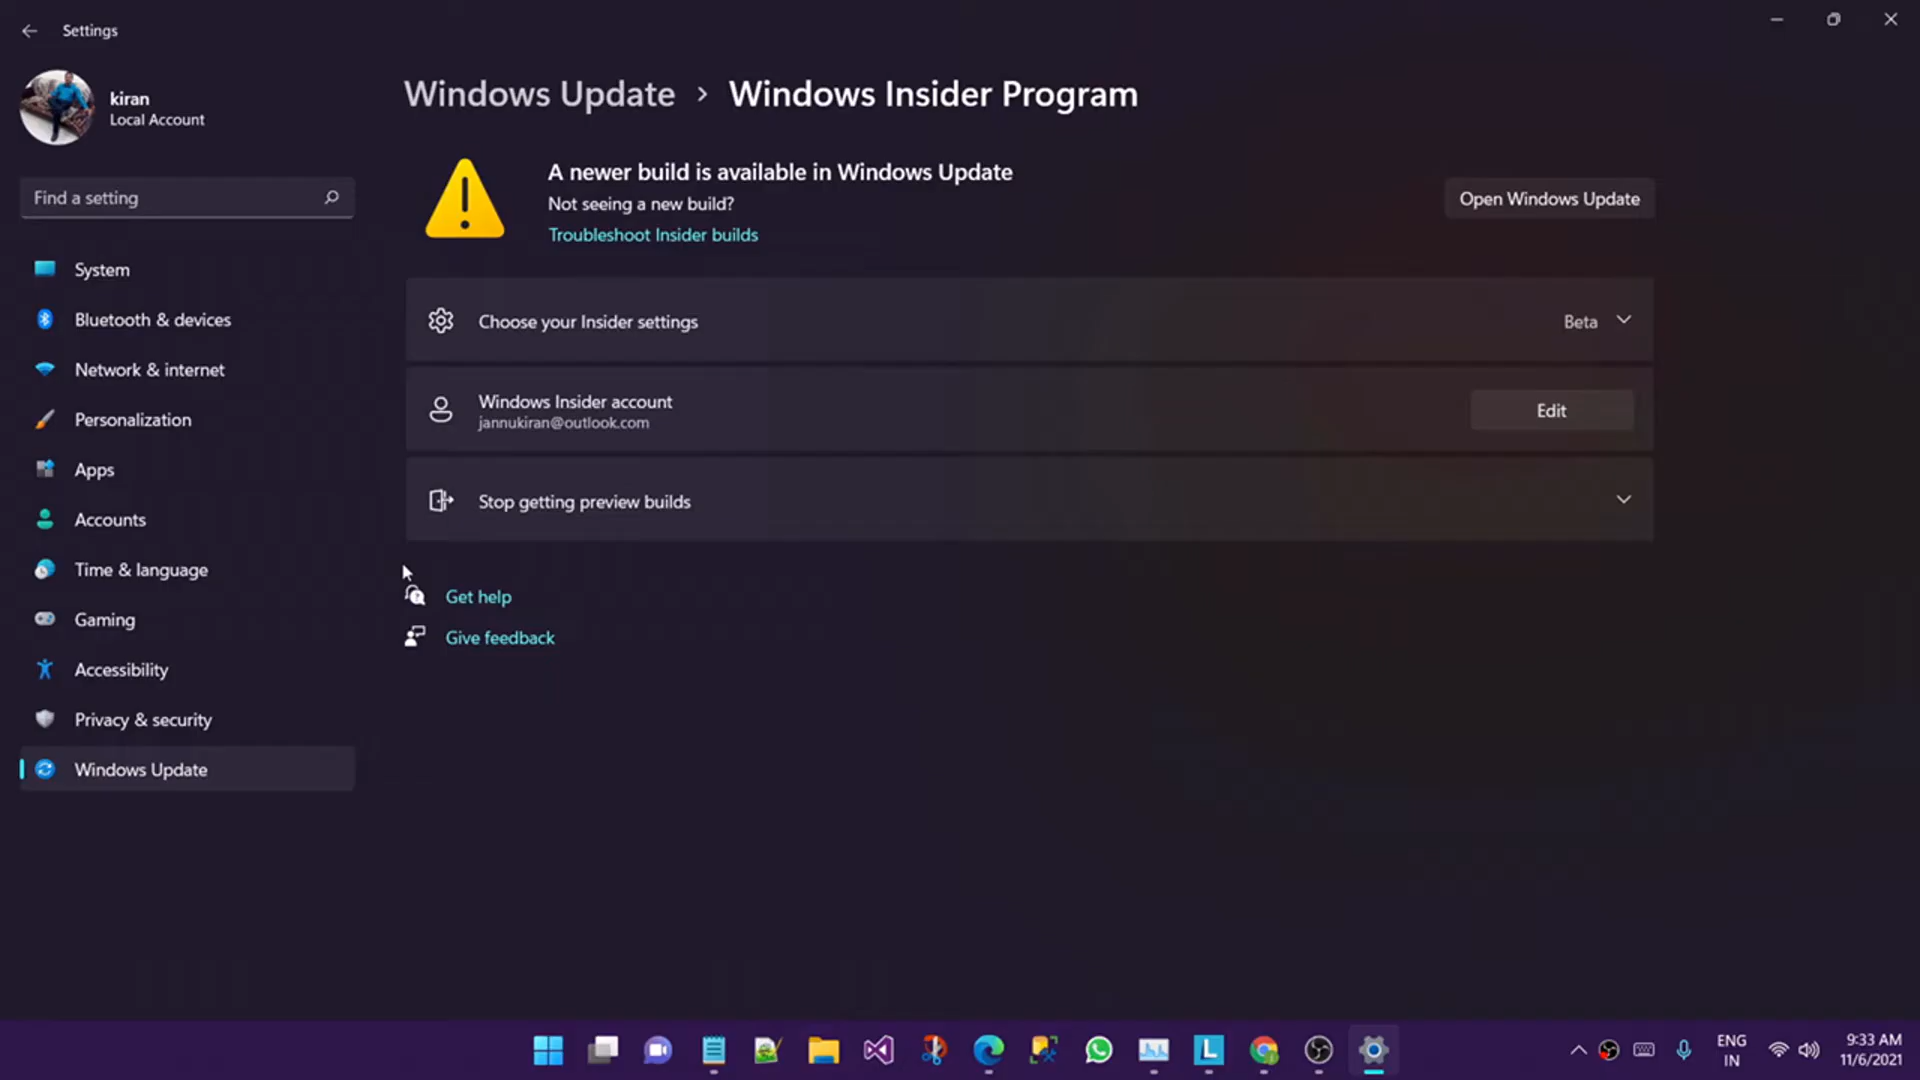 Settings
kiran
Local Account
Find a setting
System
Bluetooth & devices
Network & internet
Personalization
Apps
Accounts
Time & language
Gaming
Accessibility
Privacy & security
Windows Update
Windows Update > Windows Insider Program
A newer build is available in Windows Update
Not seeing a new build?
Troubleshoot Insider builds
Open Windows Update
Choose your Insider settings
Beta
Windows Insider account
jannukiran@outlook.com
Edit
Stop getting preview builds
Get help
Give feedback
L
ENG
IN
9:33 AM
11/6/2021